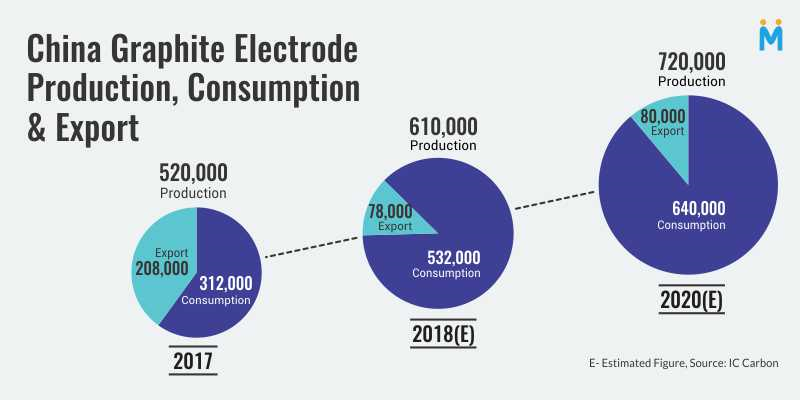 China Graphite Electrode
Production, Consumption
& Export
520,000
Production
Export
208,000
312,000
Consumption
2017
610,000
Production
78,000
Export
532,000
Consumption
2018(E)
720,000
Production
80,000
Export
640,000
Consumption
2020(E)
E- Estimated Figure, Source: IC Carbon
M